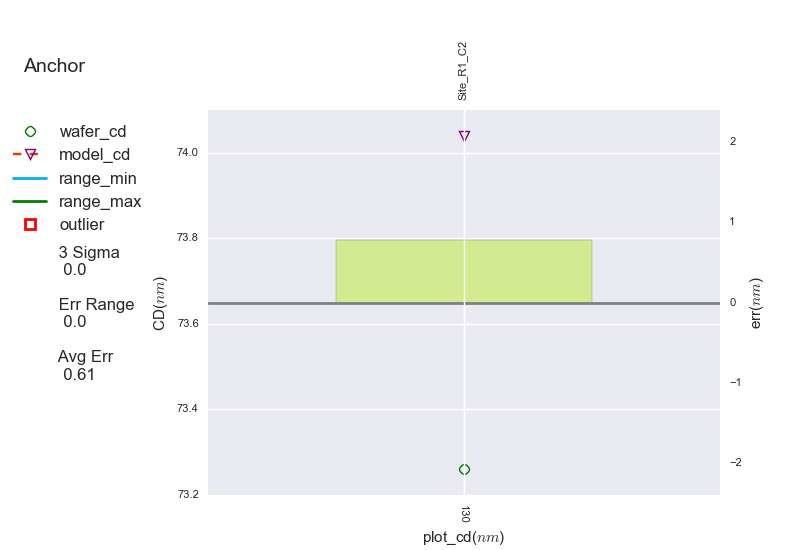 Anchor
wafer_cd
model_cd
range_min
range_max
outlier
3 Sigma
0.0
Err Range
0.0
Avg Err
0.61
Site_R1_C2
CD(nm)
74.0
73.8
73.6
73.4
73.2
2
1
0
−1
−2
err(nm)
130
plot_cd(nm)